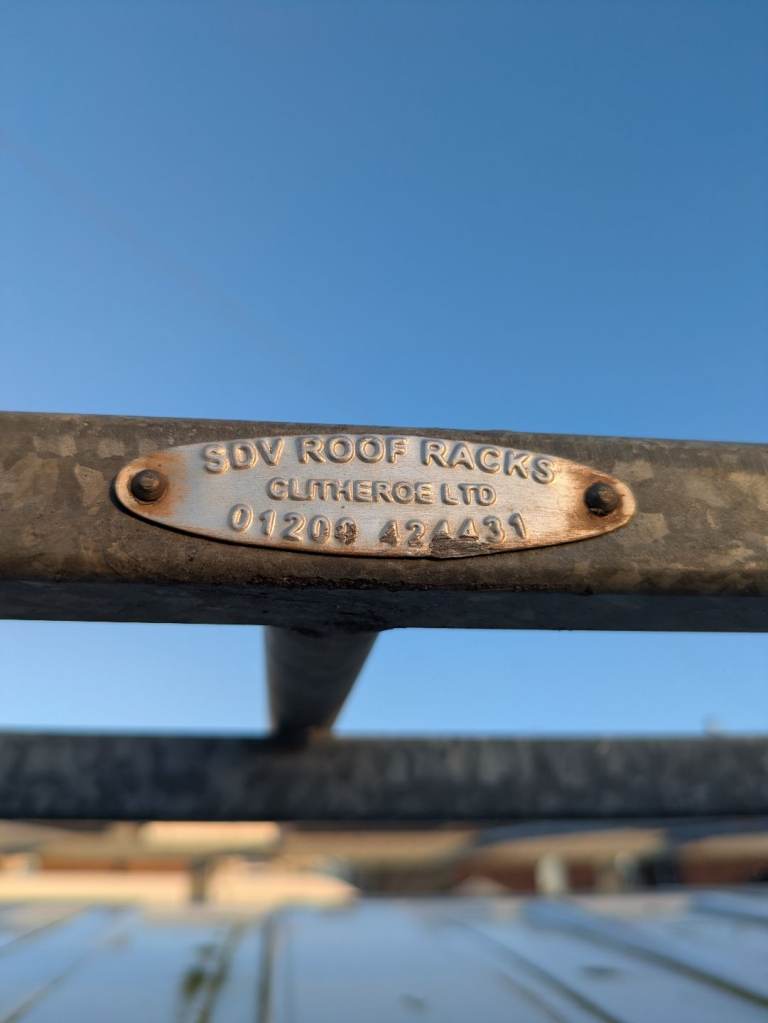 SDV ROOF RACKS
CLITHEROE LTD
01200 424431